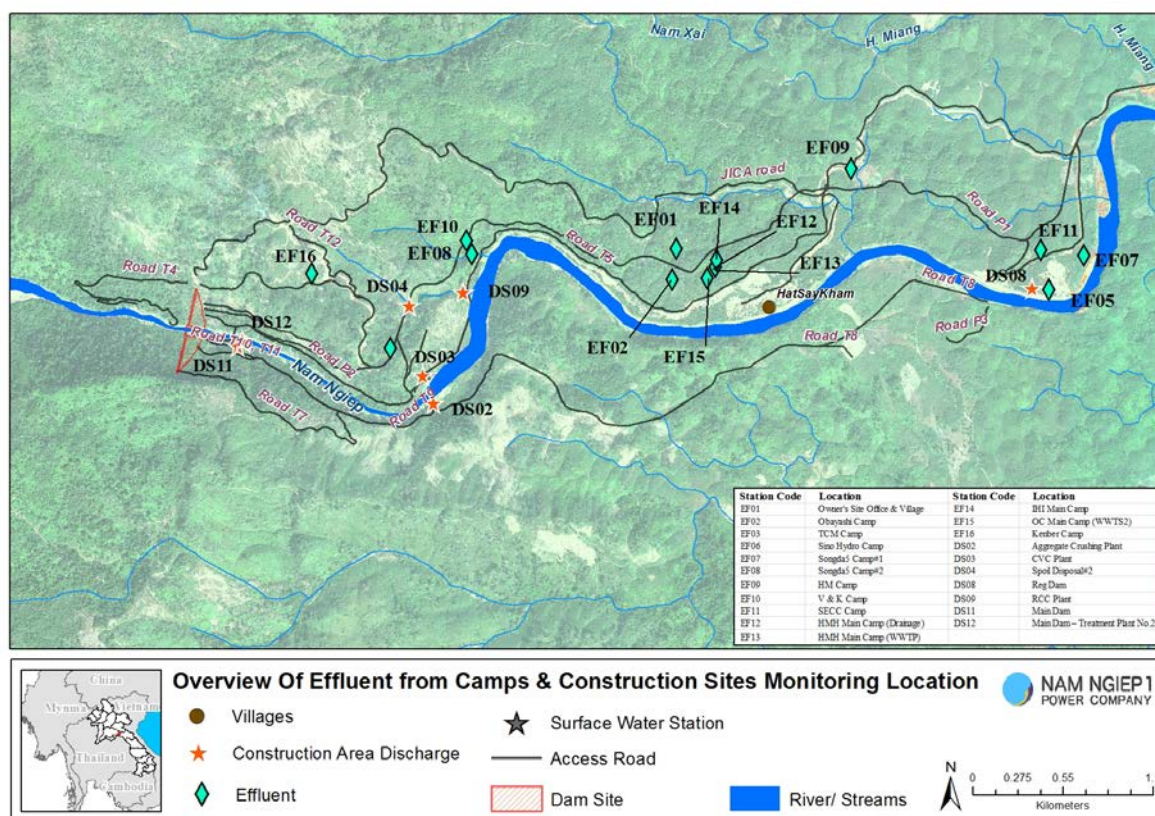 Nam Xai
H. Miang
H. Miang
EF09
JICA road
EF14
EF01
EF12
Road P1
EF10
Road T12
EF08
Road T5
EF11
EF16
EF13
Road T4
DS04
DS09
DS08
Road T8
EF07
HatSayKham
EF05
DS12
Road P3
Road T10, T11
EF02
EF15
Road T8
DS11
Road P2
DS03
Nam Ngiep
Road T9
DS02
Road T7
Station Code Location Station Code Location
EF01 Owner's Site Office & Village EF14 IHI Main Camp
EF02 Obayashi Camp EF15 OC Main Camp (WWTS2)
EF03 TCM Camp EF16 Kenber Camp
EF06 Sino Hydro Camp DS02 Aggregate Crushing Plant
EF07 Songda5 Camp#1 DS03 CVC Plant
EF08 Songda5 Camp#2 DS04 Spoil Disposal#2
EF09 HM Camp DS08 Reg Dam
EF10 V & K Camp DS09 RCC Plant
EF11 SECC Camp DS11 Main Dam
EF12 HMH Main Camp (Drainage) DS12 Main Dam – Treatment Plant No.2
EF13 HMH Main Camp (WWTP)
Overview Of Effluent from Camps & Construction Sites Monitoring Location
NAM NGIEP 1
POWER COMPANY
China
Mynma
Vietnam
Thailand
Cambodia
Villages
Surface Water Station
Construction Area Discharge
Access Road
Effluent
Dam Site
River/ Streams
N
0 0.275 0.55 1.
Kilometers